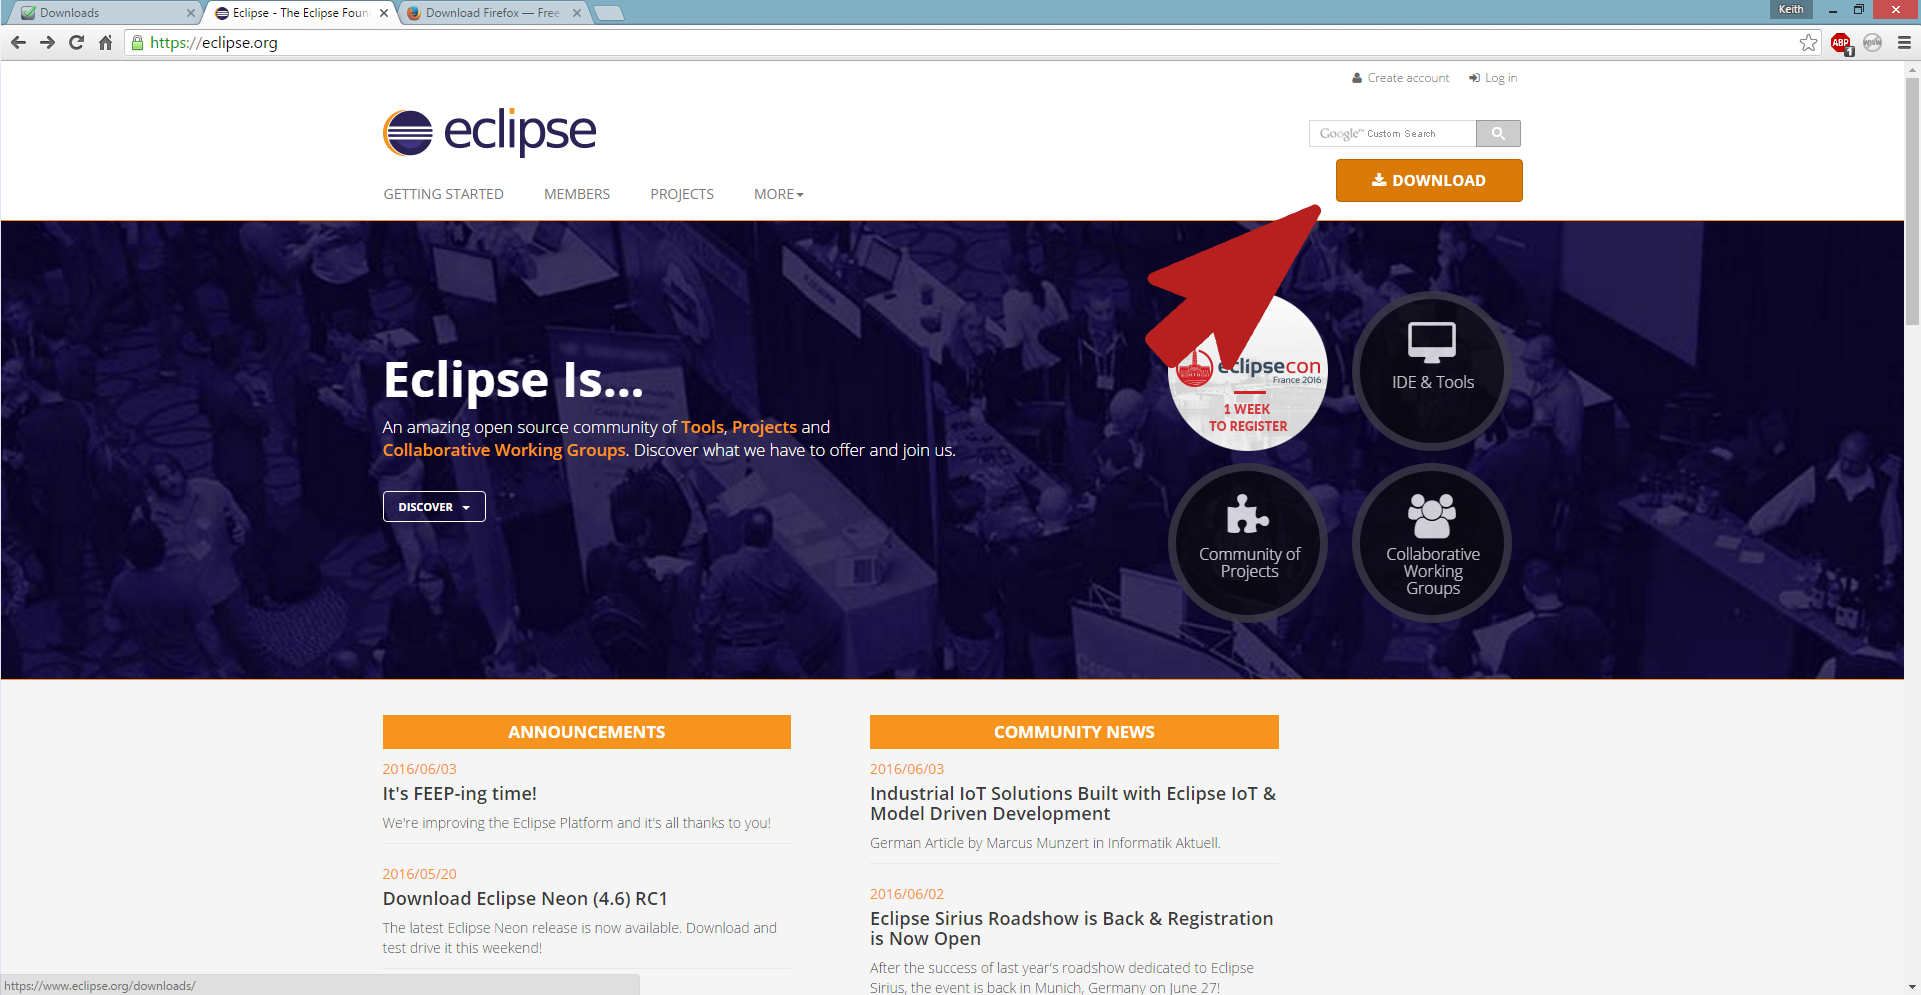 Downloads
Eclipse - The Eclipse Foun
Download Firefox — Free
Keith
https://eclipse.org
ABP
1
www
Create account
Log in
eclipse
Google™ Custom Search
DOWNLOAD
GETTING STARTED
MEMBERS
PROJECTS
MORE
Eclipse Is...
An amazing open source community of Tools, Projects and
Collaborative Working Groups. Discover what we have to offer and join us.
DISCOVER
eclipsecon
France 2016
1 WEEK
TO REGISTER
IDE & Tools
Community of
Projects
Collaborative
Working
Groups
ANNOUNCEMENTS
2016/06/03
It's FEEP-ing time!
We're improving the Eclipse Platform and it's all thanks to you!
2016/05/20
Download Eclipse Neon (4.6) RC1
The latest Eclipse Neon release is now available. Download and
test drive it this weekend!
COMMUNITY NEWS
2016/06/03
Industrial IoT Solutions Built with Eclipse IoT &
Model Driven Development
German Article by Marcus Munzert in Informatik Aktuell.
2016/06/02
Eclipse Sirius Roadshow is Back & Registration
is Now Open
After the success of last year's roadshow dedicated to Eclipse
Sirius, the event is back in Munich, Germany on June 27!
https://www.eclipse.org/downloads/